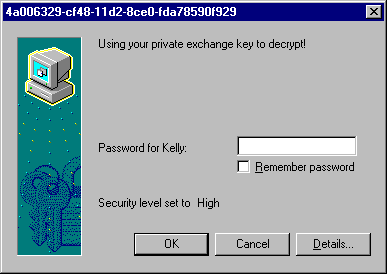 4a006329-cf48-11d2-8ce0-fda78590f929
Using your private exchange key to decrypt!
Password for Kelly:
Remember password
Security level set to High
OK Cancel Details...